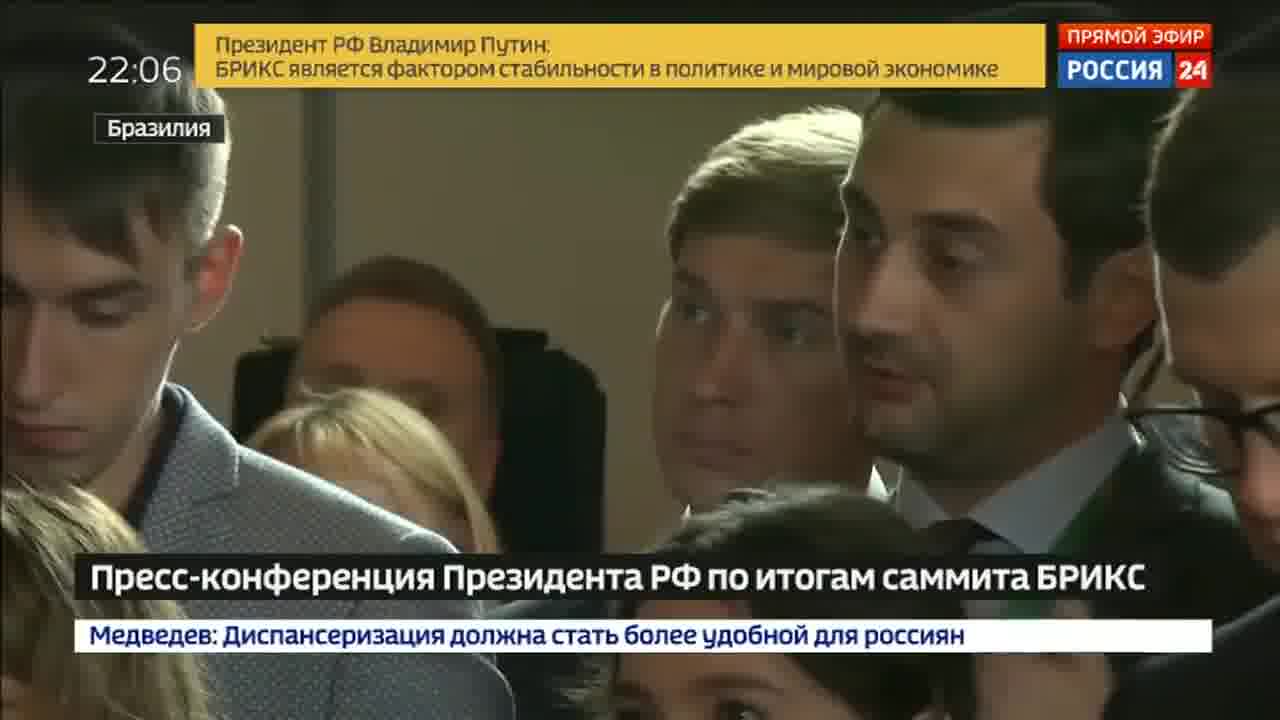 22:06
Президент РФ Владимир Путин:
БРИКС является фактором стабильности в политике и мировой экономике
ПРЯМОЙ ЭФИР
РОССИЯ 24
Бразилия
Пресс-конференция Президента РФ по итогам саммита БРИКС
Медведев: Диспансеризация должна стать более удобной для россиян